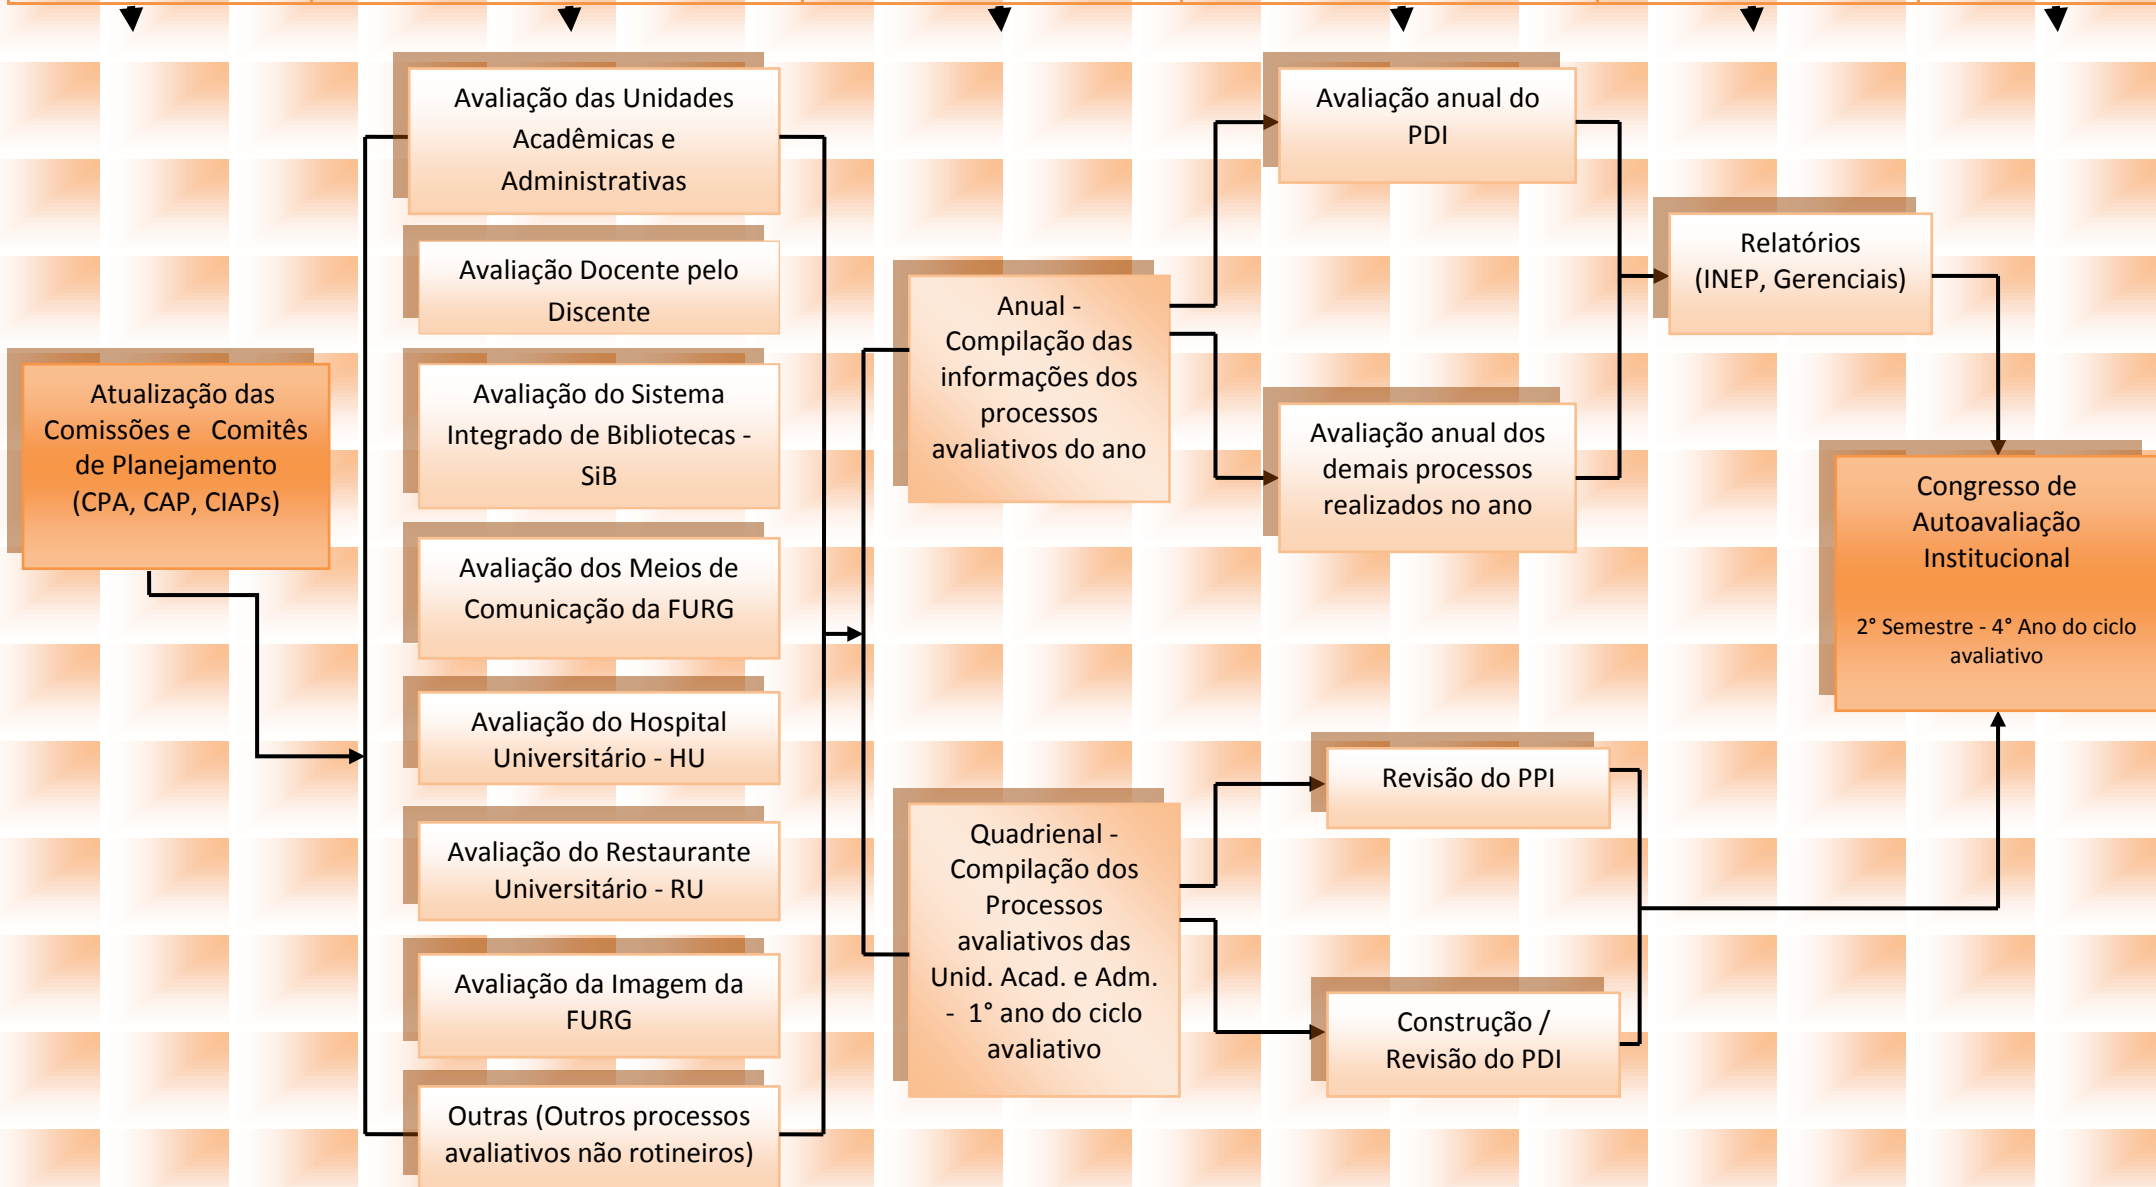 Atualização das
Comissões e Comitês
de Planejamento
(CPA, CAP, CIAPs)
Avaliação das Unidades
Acadêmicas e
Administrativas
Avaliação Docente pelo
Discente
Avaliação do Sistema
Integrado de Bibliotecas -
SiB
Avaliação dos Meios de
Comunicação da FURG
Avaliação do Hospital
Universitário - HU
Avaliação do Restaurante
Universitário - RU
Avaliação da Imagem da
FURG
Outras (Outros processos
avaliativos não rotineiros)
Anual -
Compilação das
informações dos
processos
avaliativos do ano
Quadrienal -
Compilação dos
Processos
avaliativos das
Unid. Acad. e Adm.
- 1° ano do ciclo
avaliativo
Avaliação anual do
PDI
Avaliação anual dos
demais processos
realizados no ano
Revisão do PPI
Construção /
Revisão do PDI
Relatórios
(INEP, Gerenciais)
Congresso de
Autoavaliação
Institucional
2° Semestre - 4° Ano do ciclo
avaliativo